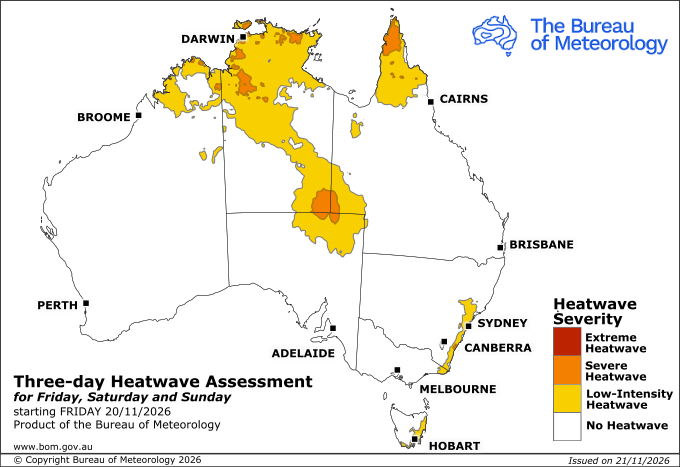 The Bureau
of Meteorology
DARWIN
CAIRNS
BROOME
BRISBANE
PERTH
SYDNEY
CANBERRA
ADELAIDE
MELBOURNE
HOBART
Heatwave
Severity
Extreme
Heatwave
Severe
Heatwave
Low-Intensity
Heatwave
No Heatwave
Three-day Heatwave Assessment
for Friday, Saturday and Sunday
starting FRIDAY 20/11/2026
Product of the Bureau of Meteorology
www.bom.gov.au
© Copyright Bureau of Meteorology 2026
Issued on 21/11/2026